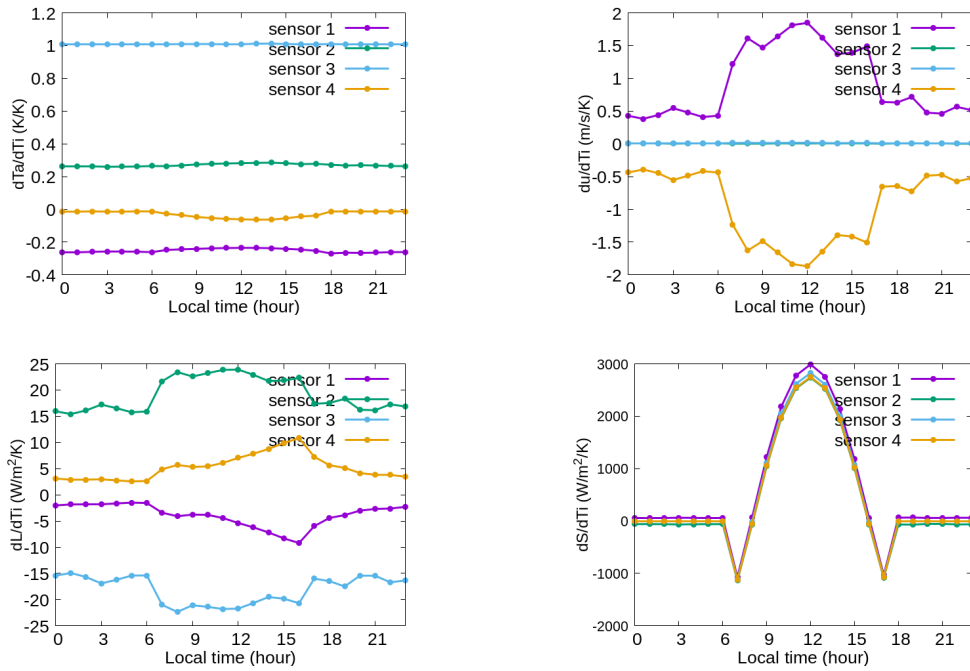 dTa/dTi (K/K)
1.2
1
0.8
0.6
0.4
0.2
0
-0.2
-0.4
sensor 1
sensor 2
sensor 3
sensor 4
0 3 6 9 12 15 18 21
Local time (hour)
du/dTi (m/s/K)
2
1.5
1
0.5
0
-0.5
-1
-1.5
-2
sensor 1
sensor 2
sensor 3
sensor 4
0 3 6 9 12 15 18 21
Local time (hour)
dL/dTi (W/m²/K)
25
20
15
10
5
0
-5
-10
-15
-20
-25
sensor 1
sensor 2
sensor 3
sensor 4
0 3 6 9 12 15 18 21
Local time (hour)
dS/dTi (W/m²/K)
3000
2000
1000
0
-1000
-2000
sensor 1
sensor 2
sensor 3
sensor 4
0 3 6 9 12 15 18 21
Local time (hour)